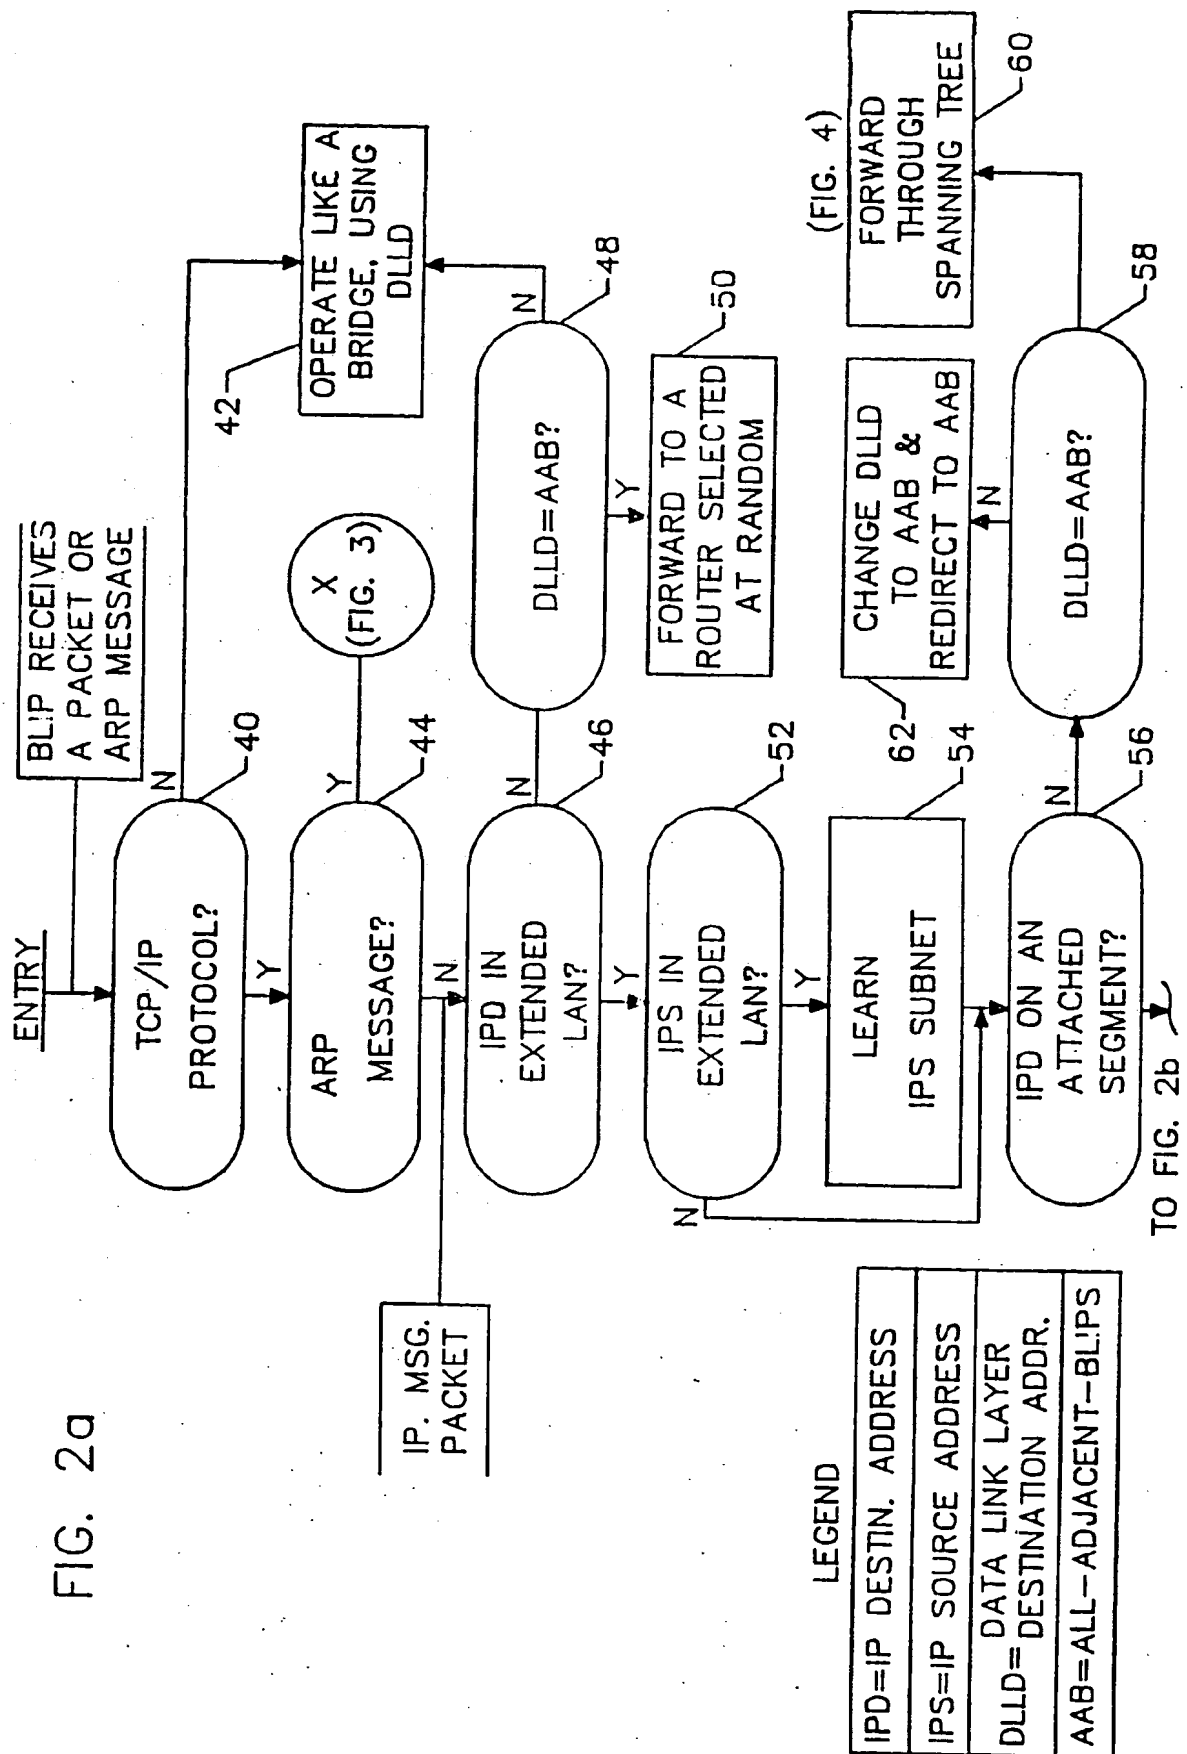 FIG. 2a
ENTRY
BLIP RECEIVES
A PACKET OR
ARP MESSAGE
TCP/IP
PROTOCOL?
40
N
Y
42
OPERATE LIKE A
BRIDGE, USING
DLLD
ARP
MESSAGE?
44
Y
X
(FIG. 3)
N
IP. MSG.
PACKET
IPD IN
EXTENDED
LAN?
46
N
Y
DLLD=AAB?
48
N
Y
FORWARD TO A
ROUTER SELECTED
AT RANDOM
50
IPS IN
EXTENDED
LAN?
52
N
Y
LEARN
IPS SUBNET
54
IPD ON AN
ATTACHED
SEGMENT?
56
N
TO FIG. 2b
DLLD=AAB?
58
N
62
CHANGE DLLD
TO AAB &
REDIRECT TO AAB
(FIG. 4)
FORWARD
THROUGH
SPANNING TREE
60
LEGEND
IPD=IP DESTIN. ADDRESS
IPS=IP SOURCE ADDRESS
DLLD= DATA LINK LAYER
DESTINATION ADDR.
AAB=ALL-ADJACENT-BLIPS